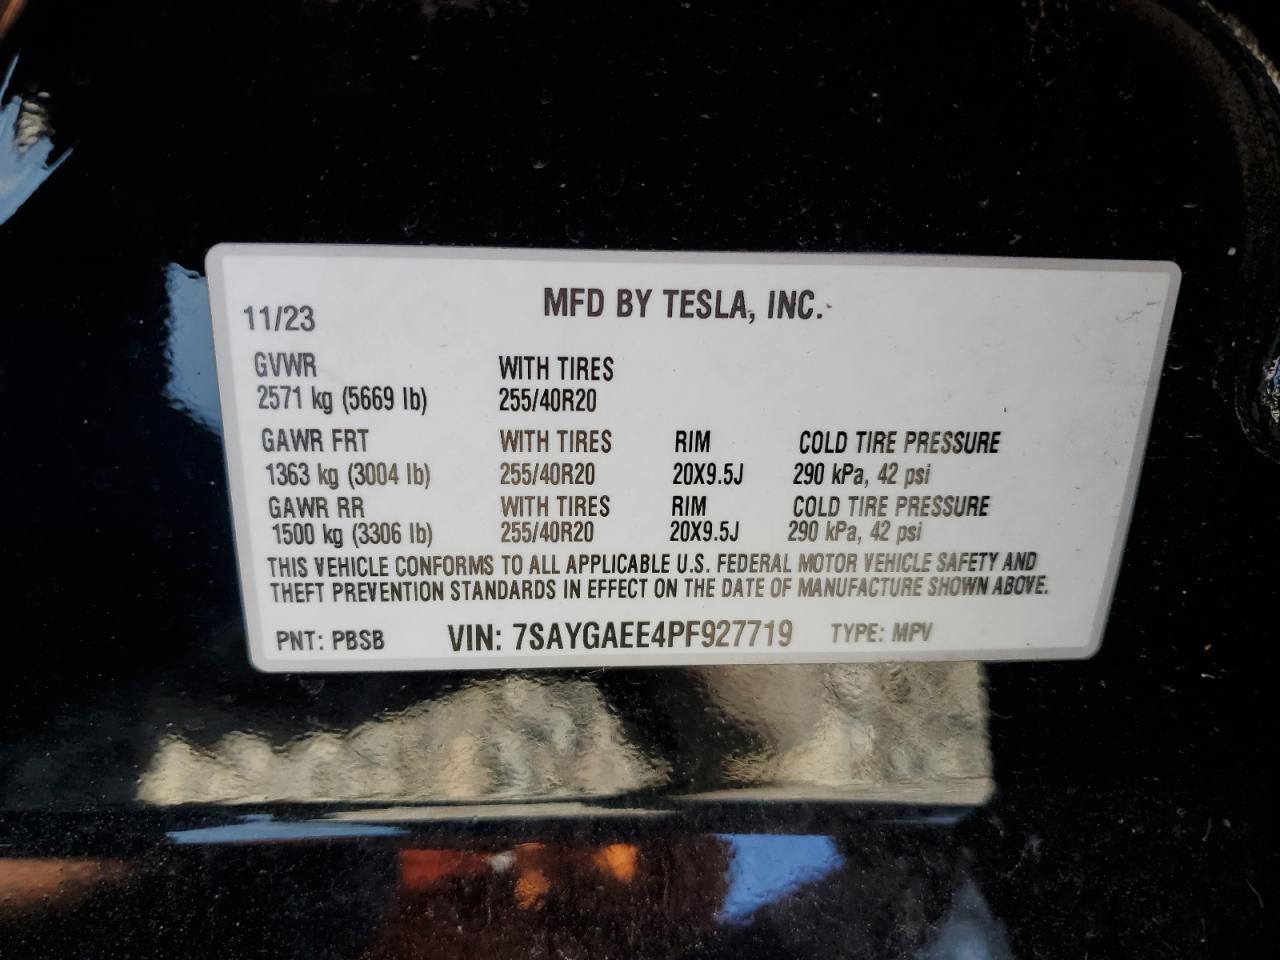 MFD BY TESLA, INC.
11/23
GVWR WITH TIRES
2571 kg (5669 lb) 255/40R20
GAWR FRT WITH TIRES RIM COLD TIRE PRESSURE
1363 kg (3004 lb) 255/40R20 20X9.5J 290 kPa, 42 psi
GAWR RR WITH TIRES RIM COLD TIRE PRESSURE
1500 kg (3306 lb) 255/40R20 20X9.5J 290 kPa, 42 psi
THIS VEHICLE CONFORMS TO ALL APPLICABLE U.S. FEDERAL MOTOR VEHICLE SAFETY AND
THEFT PREVENTION STANDARDS IN EFFECT ON THE DATE OF MANUFACTURE SHOWN ABOVE.
PNT: PBSB VIN: 7SAYGAEE4PF927719 TYPE: MPV